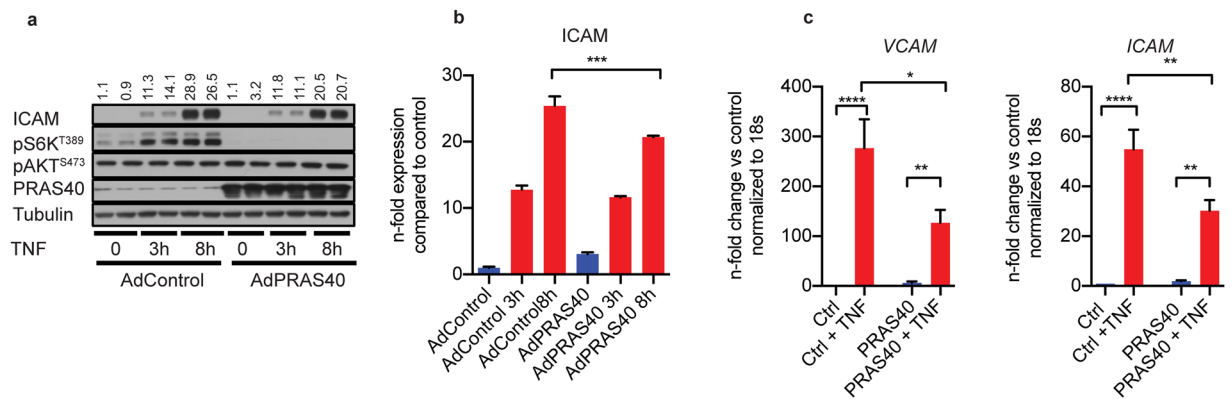 a
1.1 0.9 11.3 14.1 28.9 26.5 1.1 3.2 11.8 11.1 20.5 20.7
ICAM
pS6K^T389
pAKT^S473
PRAS40
Tubulin
TNF 0 3h 8h 0 3h 8h
AdControl AdPRAS40
b
ICAM
***
n-fold expression
compared to control
30
20
10
0
AdControl
AdControl 3h
AdControl8h
AdPRAS40
AdPRAS40 3h
AdPRAS40 8h
c
VCAM
*
****
**
n-fold change vs control
normalized to 18s
400
300
200
100
0
Ctrl
Ctrl + TNF
PRAS40
PRAS40 + TNF
ICAM
**
****
**
n-fold change vs control
normalized to 18s
80
60
40
20
0
Ctrl
Ctrl + TNF
PRAS40
PRAS40 + TNF